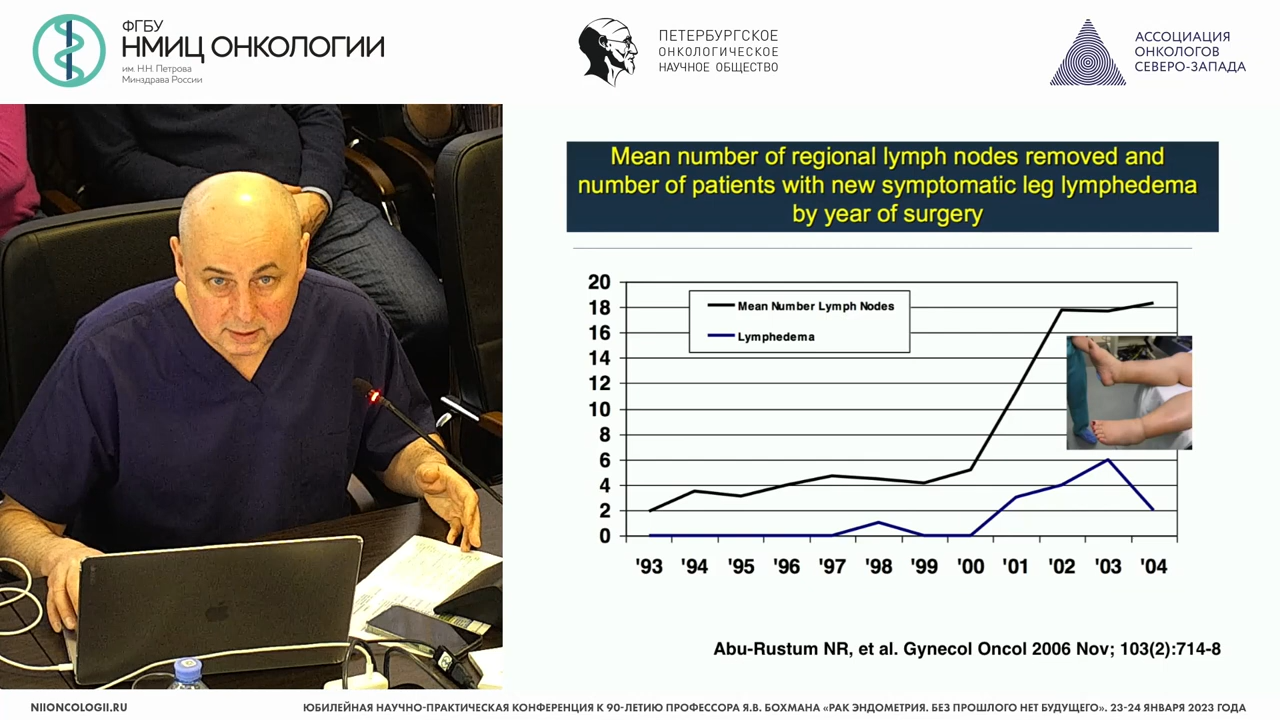 ФГБУ
НМИЦ ОНКОЛОГИИ
им. Н.Н. Петрова
Минздрава России
ПЕТЕРБУРГСКОЕ
ОНКОЛОГИЧЕСКОЕ
НАУЧНОЕ ОБЩЕСТВО
АССОЦИАЦИЯ
ОНКОЛОГОВ
СЕВЕРО-ЗАПАДА
Mean number of regional lymph nodes removed and
number of patients with new symptomatic leg lymphedema
by year of surgery
20
18
16
14
12
10
8
6
4
2
0
Mean Number Lymph Nodes
Lymphedema
'93 '94 '95 '96 '97 '98 '99 '00 '01 '02 '03 '04
Abu-Rustum NR, et al. Gynecol Oncol 2006 Nov; 103(2):714-8
NIIONCOLOGII.RU
ЮБИЛЕЙНАЯ НАУЧНО-ПРАКТИЧЕСКАЯ КОНФЕРЕНЦИЯ К 90-ЛЕТИЮ ПРОФЕССОРА Я.В. БОХМАНА «РАК ЭНДОМЕТРИЯ. БЕЗ ПРОШЛОГО НЕТ БУДУЩЕГО». 23-24 ЯНВАРЯ 2023 ГОДА